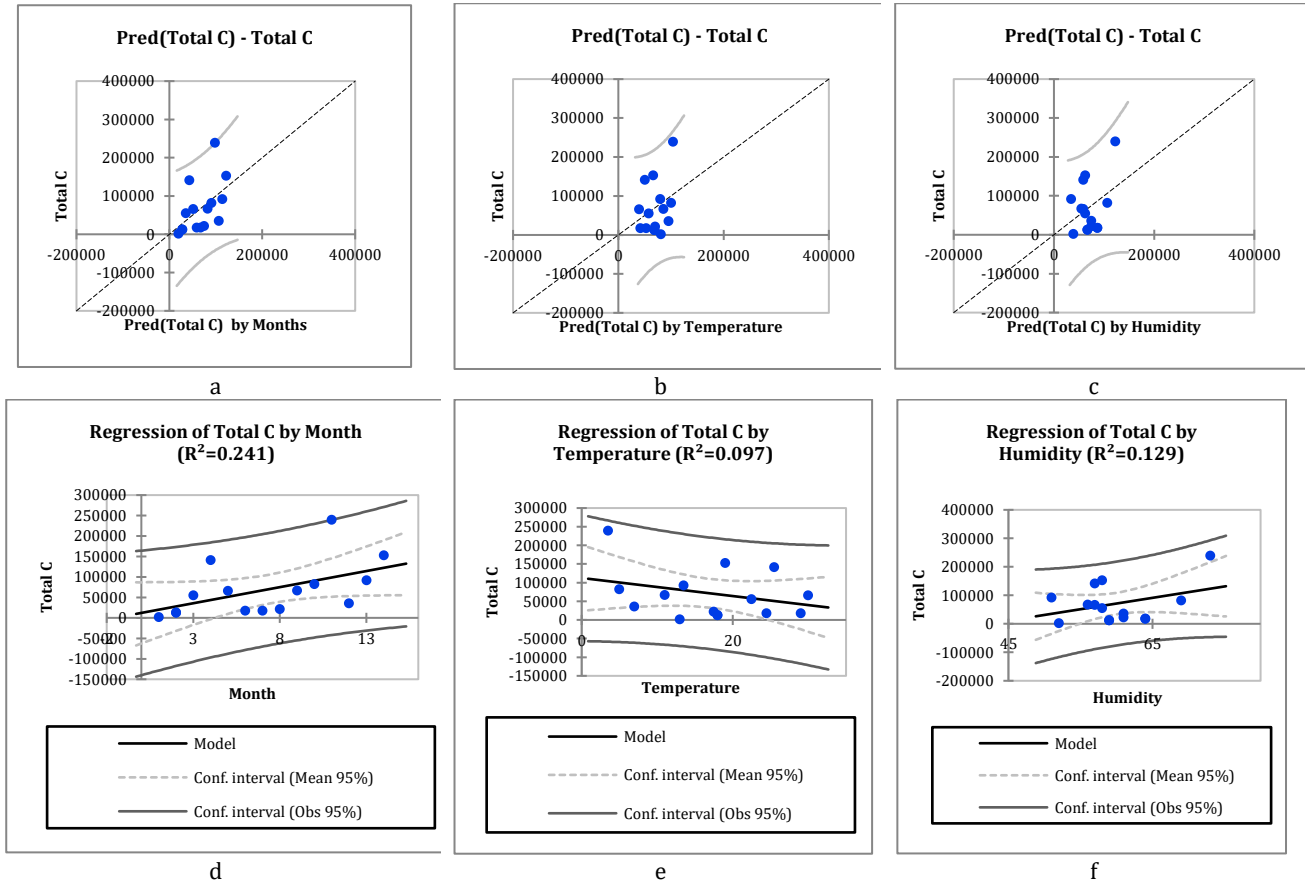 Pred(Total C) - Total C
400000
300000
200000
100000
0
-100000
-200000
-200000
0
200000
400000
Total C
Pred(Total C) by Months
a
Pred(Total C) - Total C
400000
300000
200000
100000
0
-100000
-200000
-200000
0
200000
400000
Total C
Pred(Total C) by Temperature
b
Pred(Total C) - Total C
400000
300000
200000
100000
0
-100000
-200000
-200000
0
200000
400000
Total C
Pred(Total C) by Humidity
c
Regression of Total C by Month
(R²=0.241)
300000
250000
200000
150000
100000
50000
0
-50000
-100000
-150000
-2
3
8
13
Total C
Month
Model
Conf. interval (Mean 95%)
Conf. interval (Obs 95%)
d
Regression of Total C by
Temperature (R²=0.097)
300000
250000
200000
150000
100000
50000
0
-50000
-100000
-150000
0
20
Total C
Temperature
Model
Conf. interval (Mean 95%)
Conf. interval (Obs 95%)
e
Regression of Total C by
Humidity (R²=0.129)
400000
300000
200000
100000
0
-100000
-200000
45
65
Total C
Humidity
Model
Conf. interval (Mean 95%)
Conf. interval (Obs 95%)
f